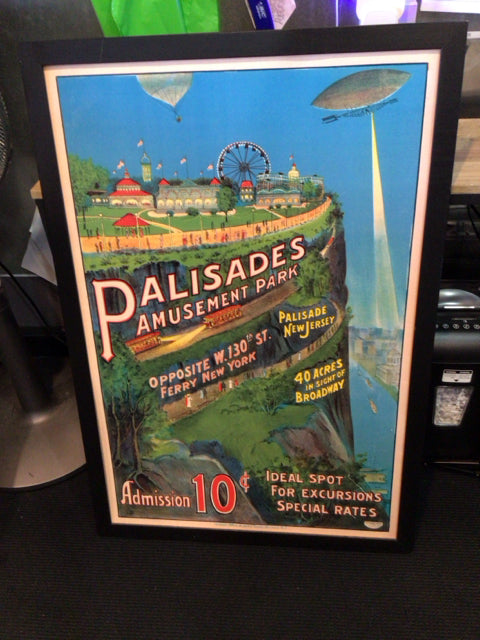 PALISADES
AMUSEMENT PARK
PALISADE
NEW JERSEY
OPPOSITE W. 130th ST.
FERRY NEW YORK
40 ACRES
IN SIGHT OF
BROADWAY
Admission 10¢
IDEAL SPOT
FOR EXCURSIONS
SPECIAL RATES